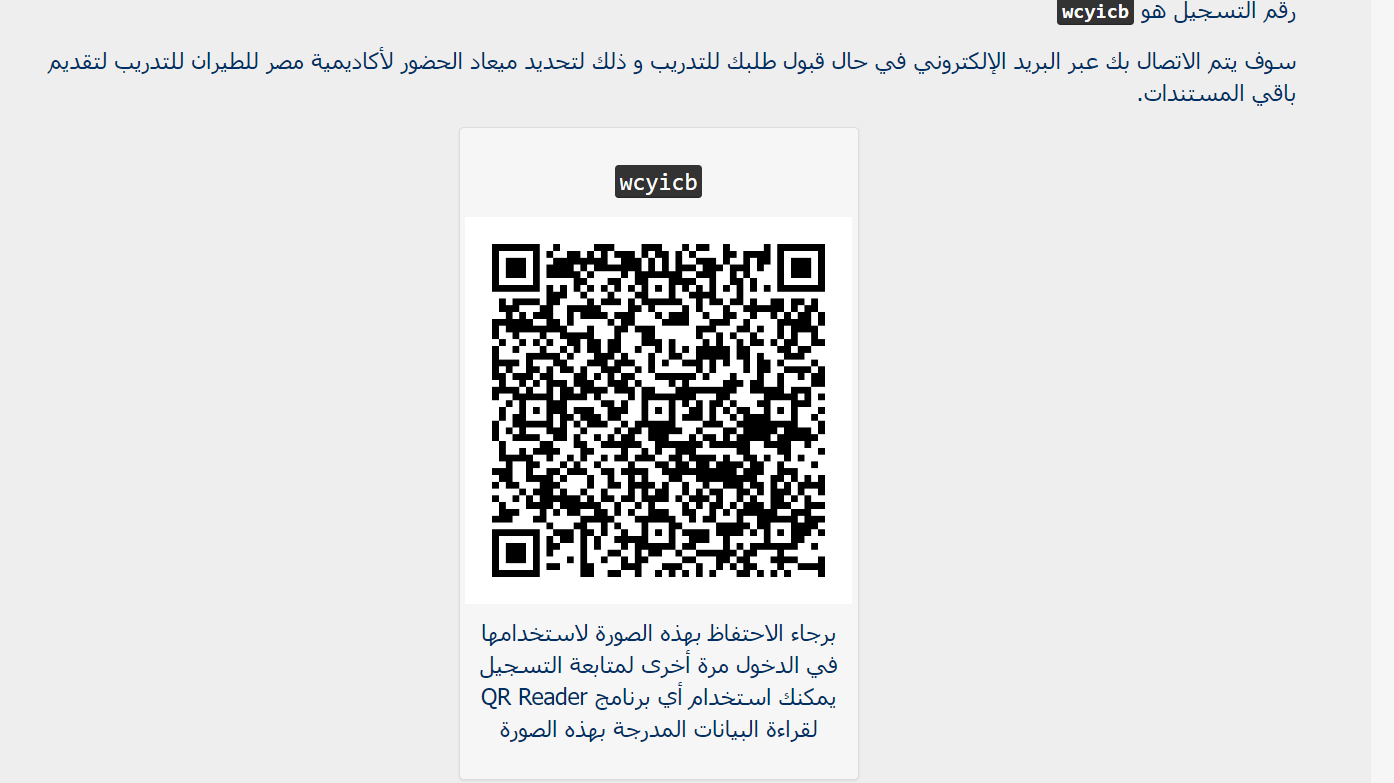 رقم التسجيل هو wcyicb
سوف يتم الاتصال بك عبر البريد الإلكتروني في حال قبول طلبك للتدريب و ذلك لتحديد ميعاد الحضور لأكاديمية مصر للطيران للتدريب لتقديم
باقي المستندات.
wcyicb
برجاء الاحتفاظ بهذه الصورة لاستخدامها
في الدخول مرة أخرى لمتابعة التسجيل
يمكنك استخدام أي برنامج QR Reader
لقراءة البيانات المدرجة بهذه الصورة